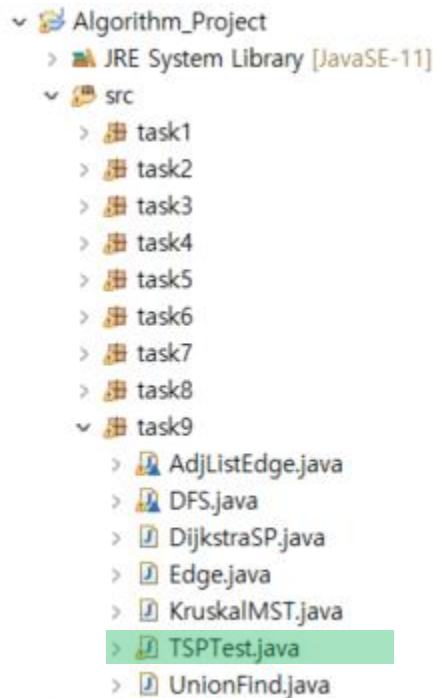 Algorithm_Project
JRE System Library [JavaSE-11]
src
task1
task2
task3
task4
task5
task6
task7
task8
task9
AdjListEdge.java
DFS.java
DijkstraSP.java
Edge.java
KruskalMST.java
TSPTest.java
UnionFind.java